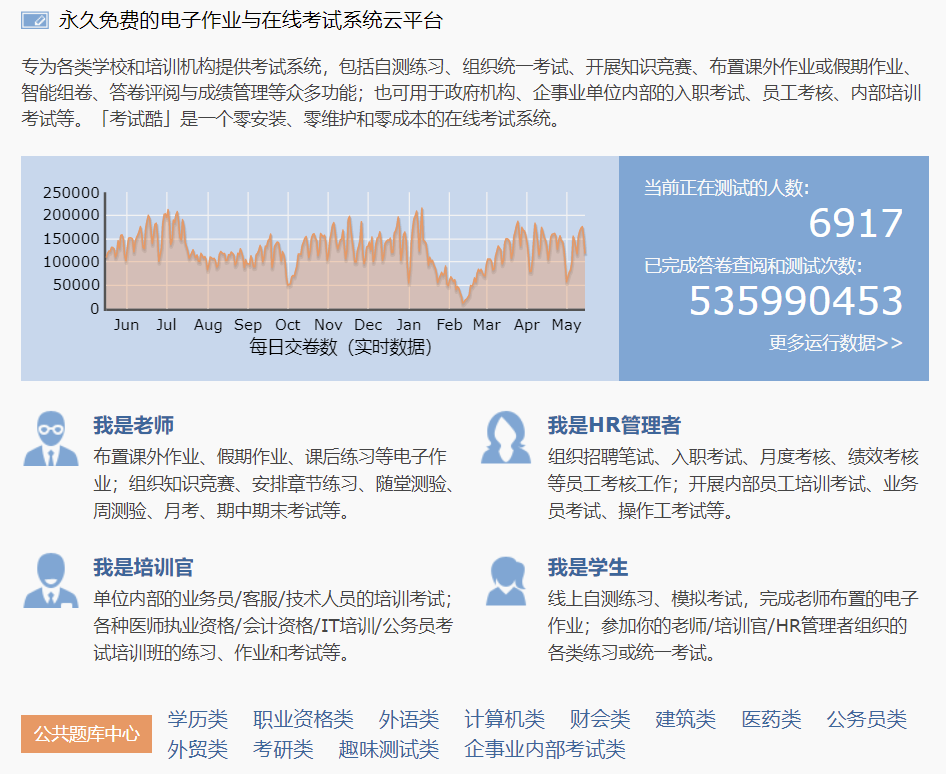 永久免费的电子作业与在线考试系统云平台
专为各类学校和培训机构提供考试系统，包括自测练习、组织统一考试、开展知识竞赛、布置课外作业或假期作业、
智能组卷、答卷评阅与成绩管理等众多功能；也可用于政府机构、企事业单位内部的入职考试、员工考核、内部培训
考试等。「考试酷」是一个零安装、零维护和零成本的在线考试系统。
250000
200000
150000
100000
50000
0
Jun Jul Aug Sep Oct Nov Dec Jan Feb Mar Apr May
每日交卷数（实时数据）
当前正在测试的人数:
6917
已完成答卷查阅和测试次数:
535990453
更多运行数据>>
我是老师
布置课外作业、假期作业、课后练习等电子作
业；组织知识竞赛、安排章节练习、随堂测验、
周测验、月考、期中期末考试等。
我是HR管理者
组织招聘笔试、入职考试、月度考核、绩效考核
等员工考核工作；开展内部员工培训考试、业务
员考试、操作工考试等。
我是培训官
单位内部的业务员/客服/技术人员的培训考试；
各种医师执业资格/会计资格/IT培训/公务员考
试培训班的练习、作业和考试等。
我是学生
线上自测练习、模拟考试，完成老师布置的电子
作业；参加你的老师/培训官/HR管理者组织的
各类练习或统一考试。
公共题库中心
学历类 职业资格类 外语类 计算机类 财会类 建筑类 医药类 公务员类
外贸类 考研类 趣味测试类 企事业内部考试类